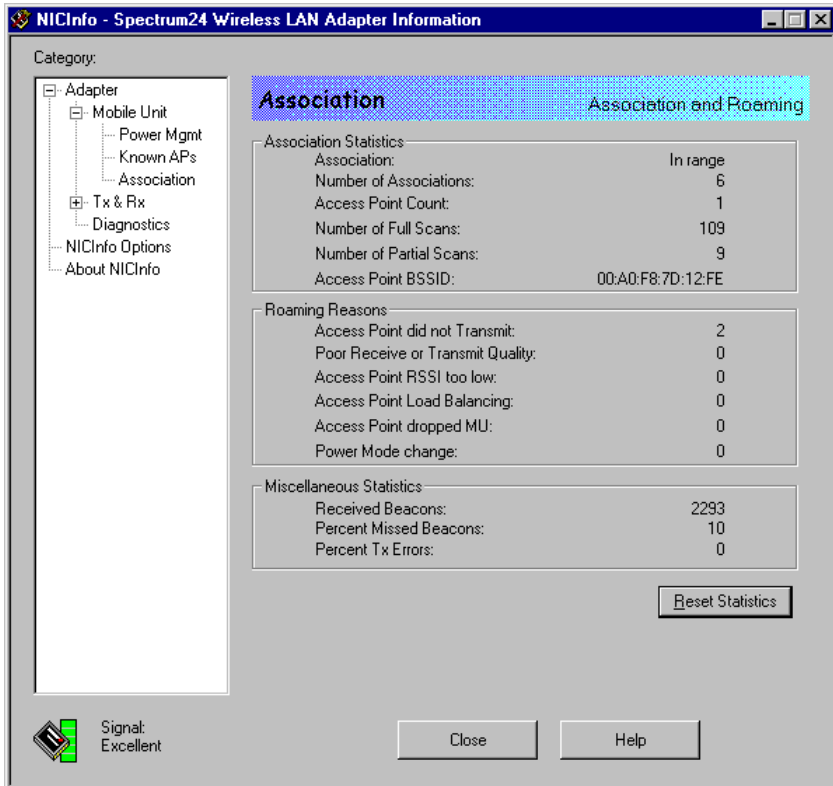 NICInfo - Spectrum24 Wireless LAN Adapter Information
Category:
Adapter
Mobile Unit
Power Mgmt
Known APs
Association
Tx & Rx
Diagnostics
NICInfo Options
About NICInfo
Association Association and Roaming
Association Statistics
Association: In range
Number of Associations: 6
Access Point Count: 1
Number of Full Scans: 109
Number of Partial Scans: 9
Access Point BSSID: 00:A0:F8:7D:12:FE
Roaming Reasons
Access Point did not Transmit: 2
Poor Receive or Transmit Quality: 0
Access Point RSSI too low: 0
Access Point Load Balancing: 0
Access Point dropped MU: 0
Power Mode change: 0
Miscellaneous Statistics
Received Beacons: 2293
Percent Missed Beacons: 10
Percent Tx Errors: 0
Reset Statistics
Signal:
Excellent
Close Help